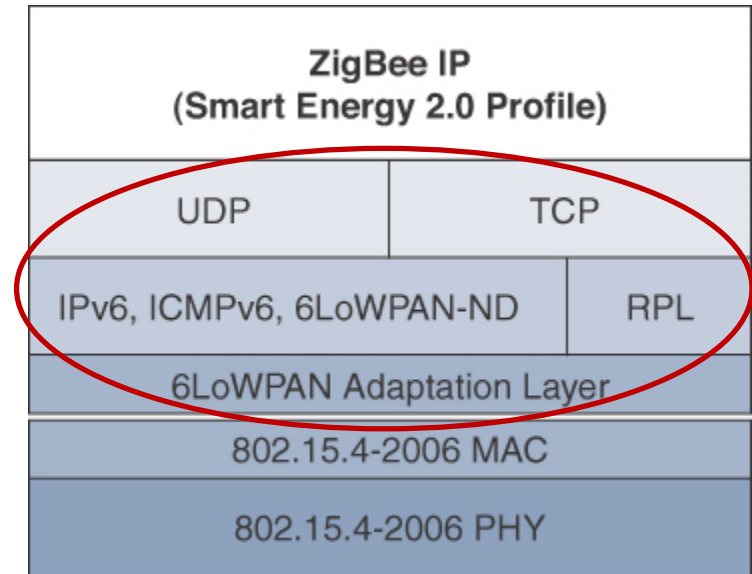 ZigBee IP
(Smart Energy 2.0 Profile)
UDP
TCP
IPv6, ICMPv6, 6LoWPAN-ND
RPL
6LoWPAN Adaptation Layer
802.15.4-2006 MAC
802.15.4-2006 PHY